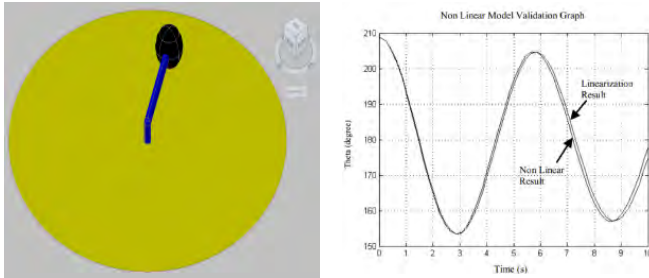 Non Linear Model Validation Graph
210
200
190
180
170
160
150
Theta (degree)
Linearization
Result
Non Linear
Result
0 1 2 3 4 5 6 7 8 9 10
Time (s)